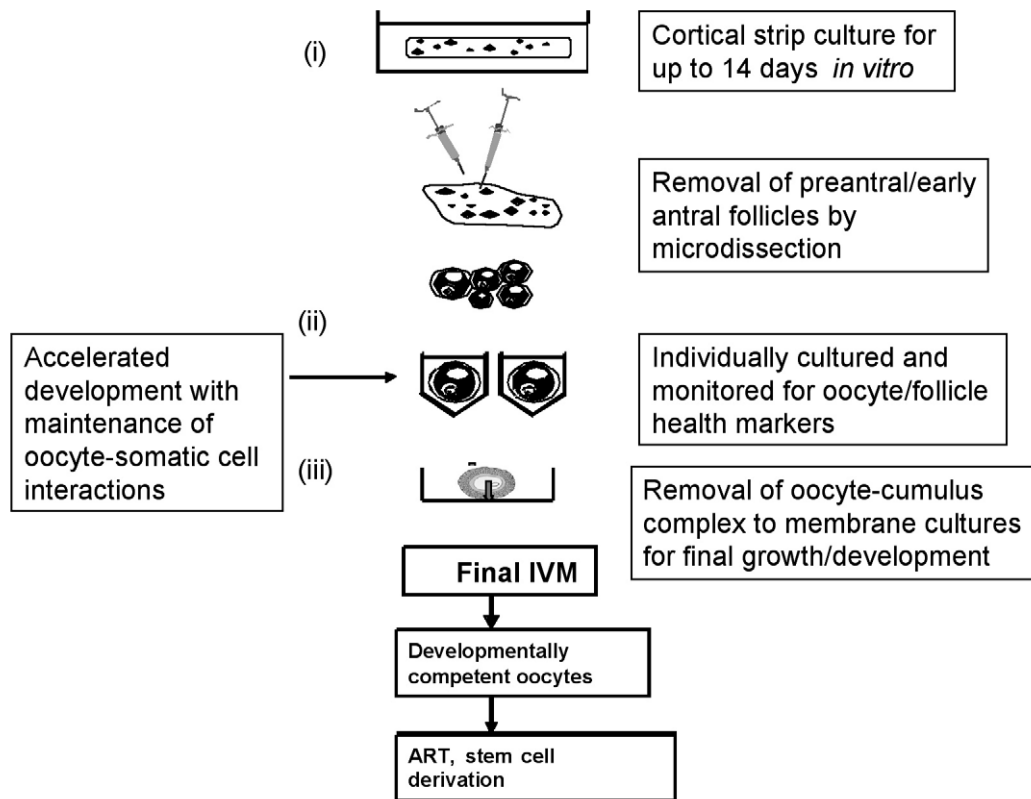 (i)
Cortical strip culture for
up to 14 days in vitro
Removal of preantral/early
antral follicles by
microdissection
(ii)
Accelerated
development with
maintenance of
oocyte-somatic cell
interactions
Individually cultured and
monitored for oocyte/follicle
health markers
(iii)
Removal of oocyte-cumulus
complex to membrane cultures
for final growth/development
Final IVM
Developmentally
competent oocytes
ART, stem cell
derivation